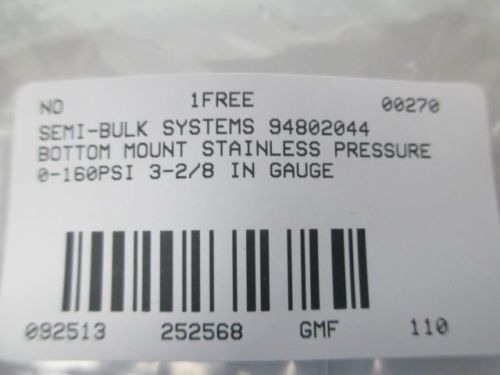 ND 1FREE 00270
SEMI-BULK SYSTEMS 94802044
BOTTOM MOUNT STAINLESS PRESSURE
0-160PSI 3-2/8 IN GAUGE
092513 252568 GMF 110